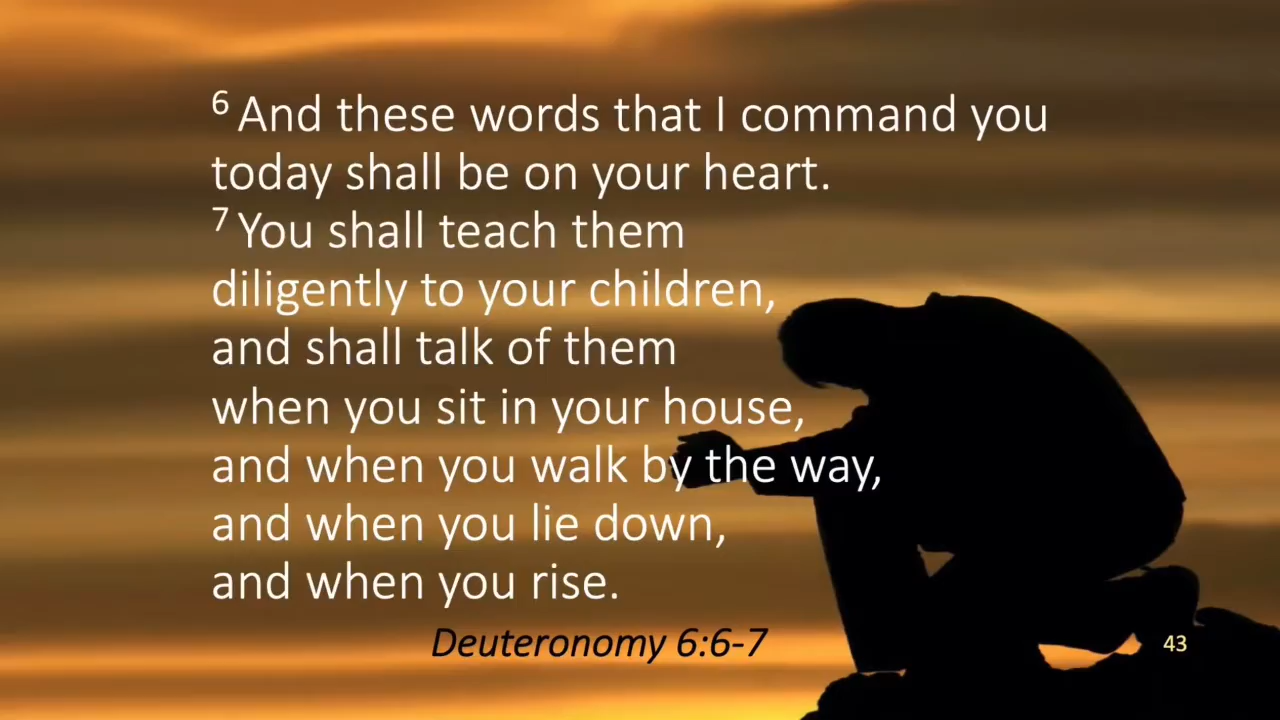 ⁶ And these words that I command you
today shall be on your heart.
⁷ You shall teach them
diligently to your children,
and shall talk of them
when you sit in your house,
and when you walk by the way,
and when you lie down,
and when you rise.
Deuteronomy 6:6-7
43